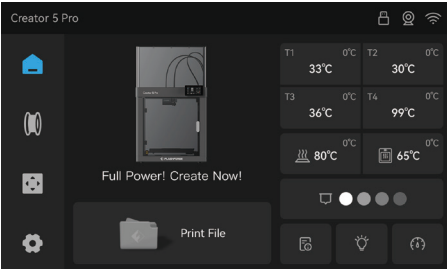 Creator 5 Pro
T1 0°C
33°C
T2 0°C
30°C
T3 0°C
36°C
T4 0°C
99°C
0°C
80°C
0°C
65°C
Full Power! Create Now!
Print File